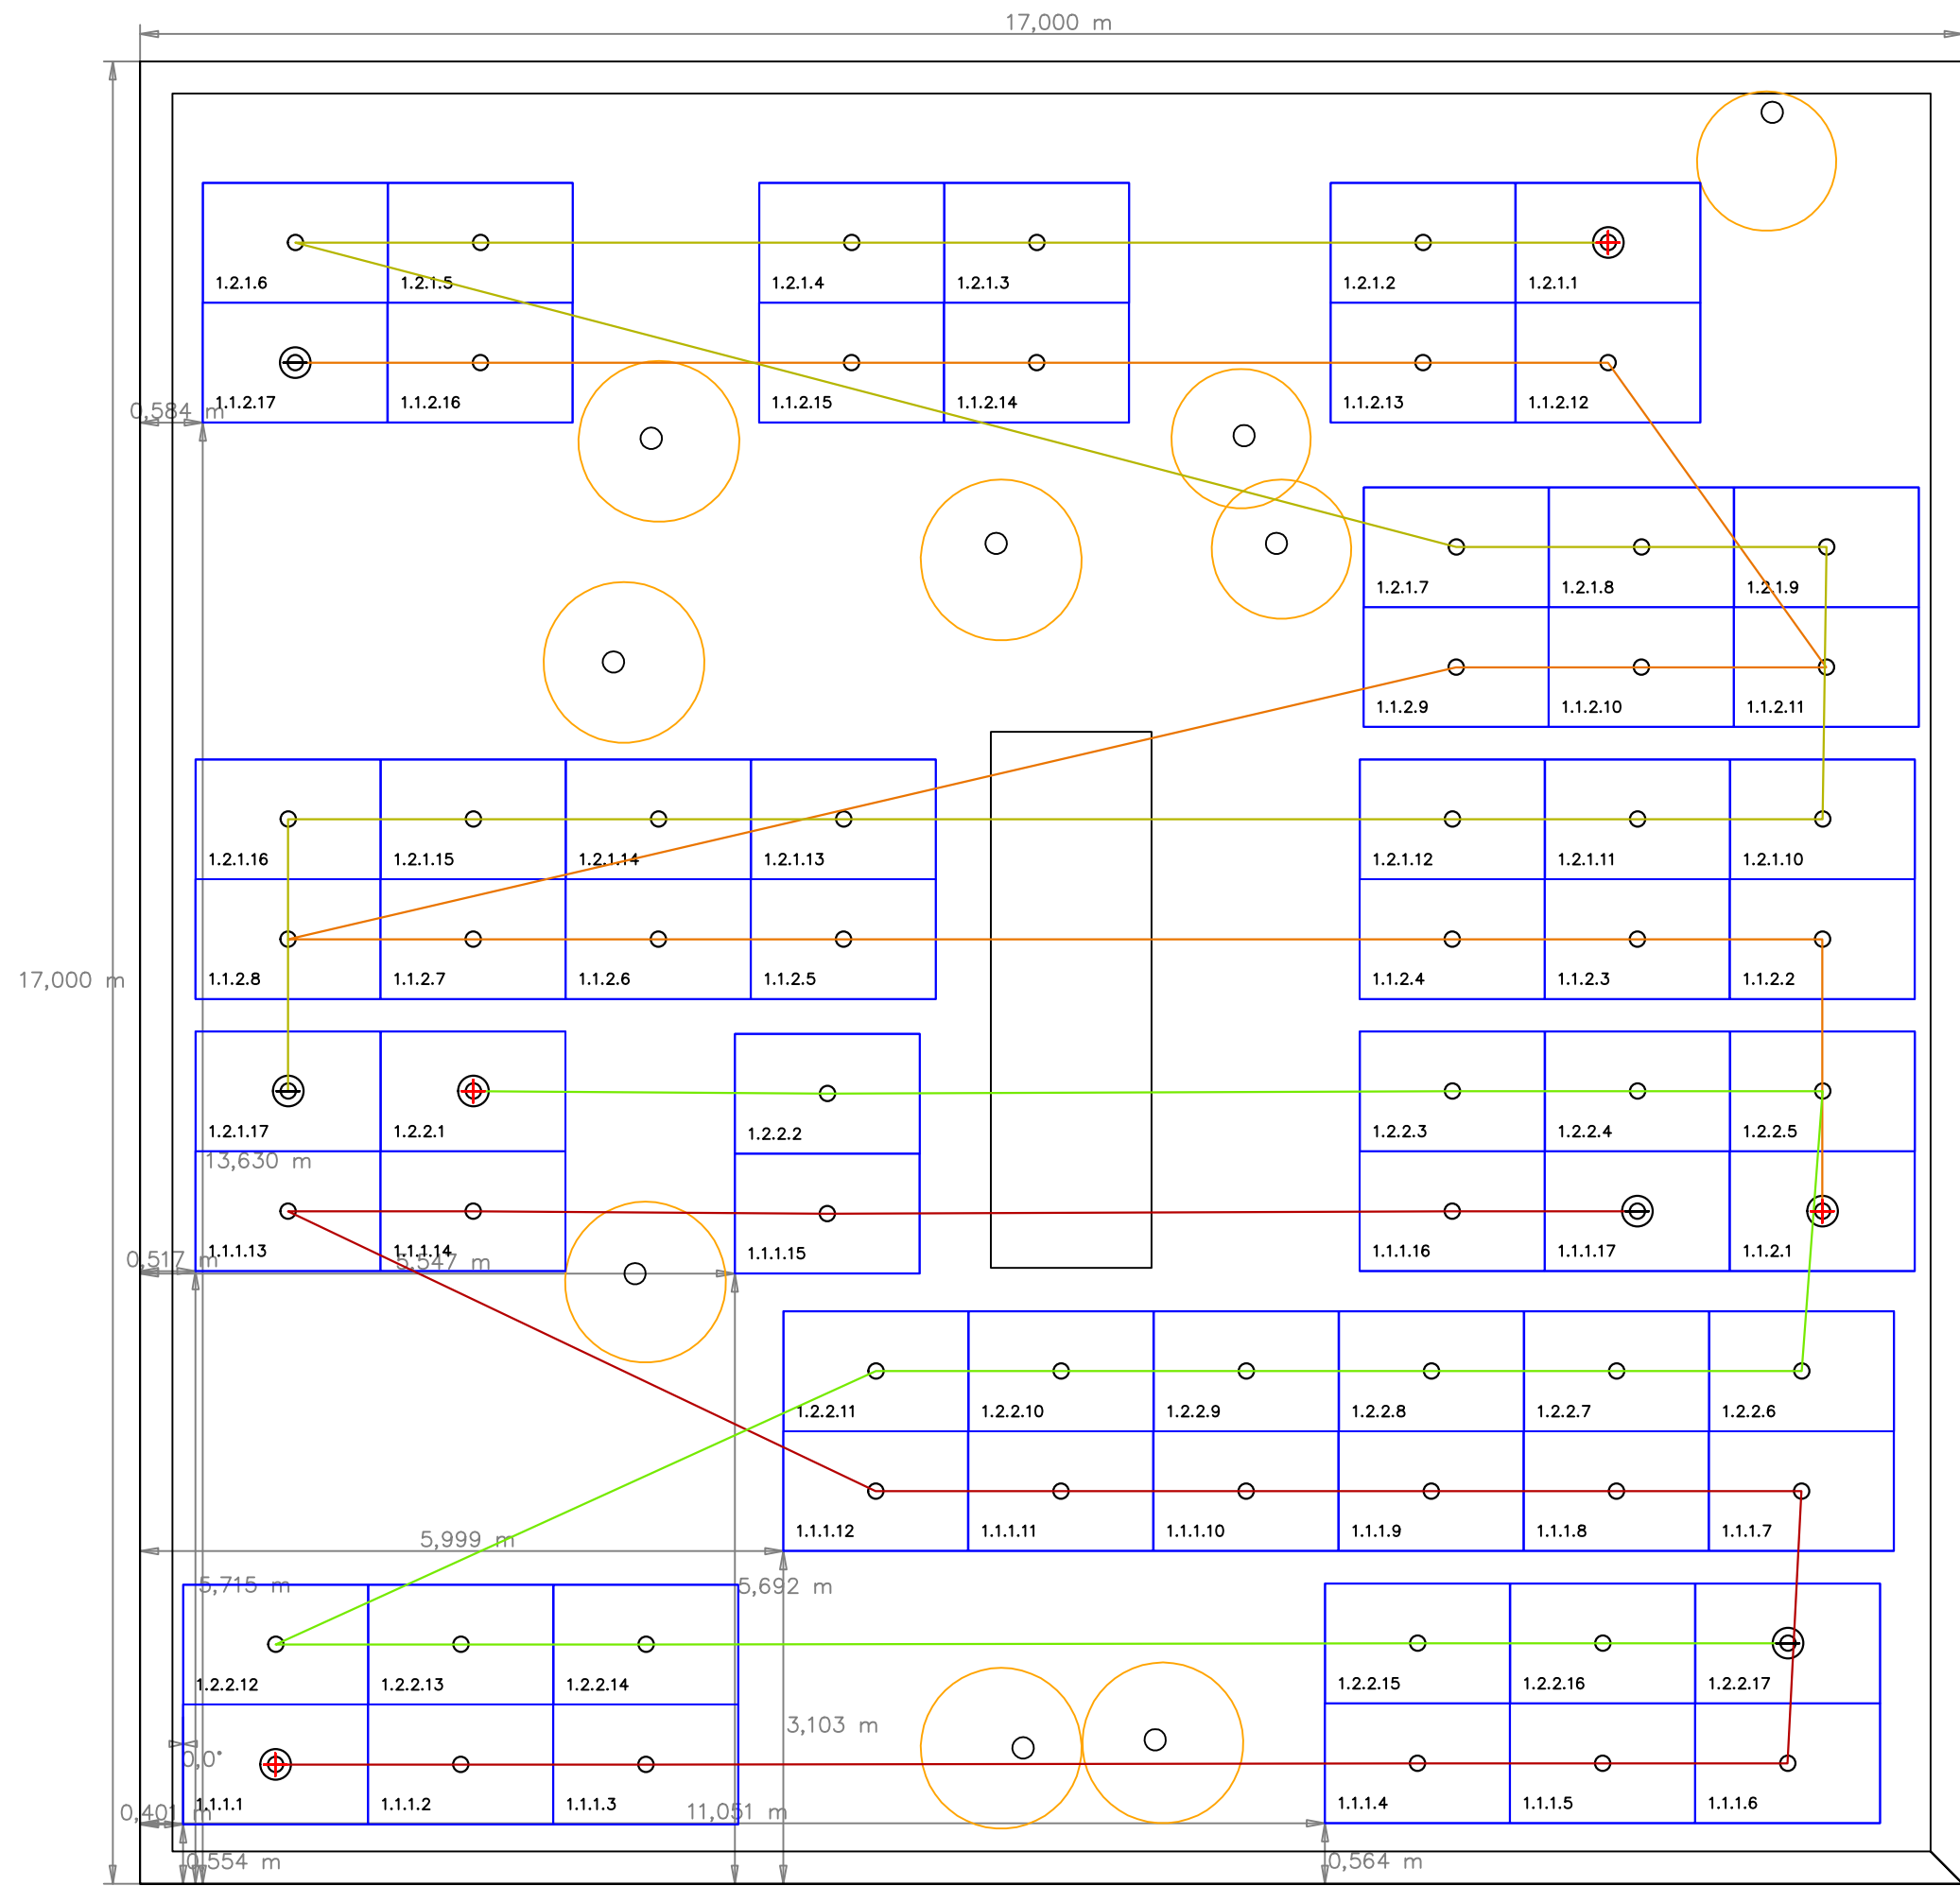 17,000 m
1.2.1.6 1.2.1.5 1.2.1.4 1.2.1.3 1.2.1.2 1.2.1.1
1.1.2.17 1.1.2.16 1.1.2.15 1.1.2.14 1.1.2.13 1.1.2.12
0,584 m
1.2.1.7 1.2.1.8 1.2.1.9
1.1.2.9 1.1.2.10 1.1.2.11
1.2.1.16 1.2.1.15 1.2.1.14 1.2.1.13 1.2.1.12 1.2.1.11 1.2.1.10
17,000 m
1.1.2.8 1.1.2.7 1.1.2.6 1.1.2.5 1.1.2.4 1.1.2.3 1.1.2.2
1.2.1.17 1.2.2.1 1.2.2.2 1.2.2.3 1.2.2.4 1.2.2.5
13,630 m
1.1.1.13 1.1.1.14 1.1.1.15 1.1.1.16 1.1.1.17 1.1.2.1
0,517 m 5,547 m
1.2.2.11 1.2.2.10 1.2.2.9 1.2.2.8 1.2.2.7 1.2.2.6
1.1.1.12 1.1.1.11 1.1.1.10 1.1.1.9 1.1.1.8 1.1.1.7
5,999 m
5,715 m 5,692 m
1.2.2.12 1.2.2.13 1.2.2.14 1.2.2.15 1.2.2.16 1.2.2.17
3,103 m
0,0°
1.1.1.1 1.1.1.2 1.1.1.3 1.1.1.4 1.1.1.5 1.1.1.6
0,401 m 11,051 m
0,554 m 0,564 m